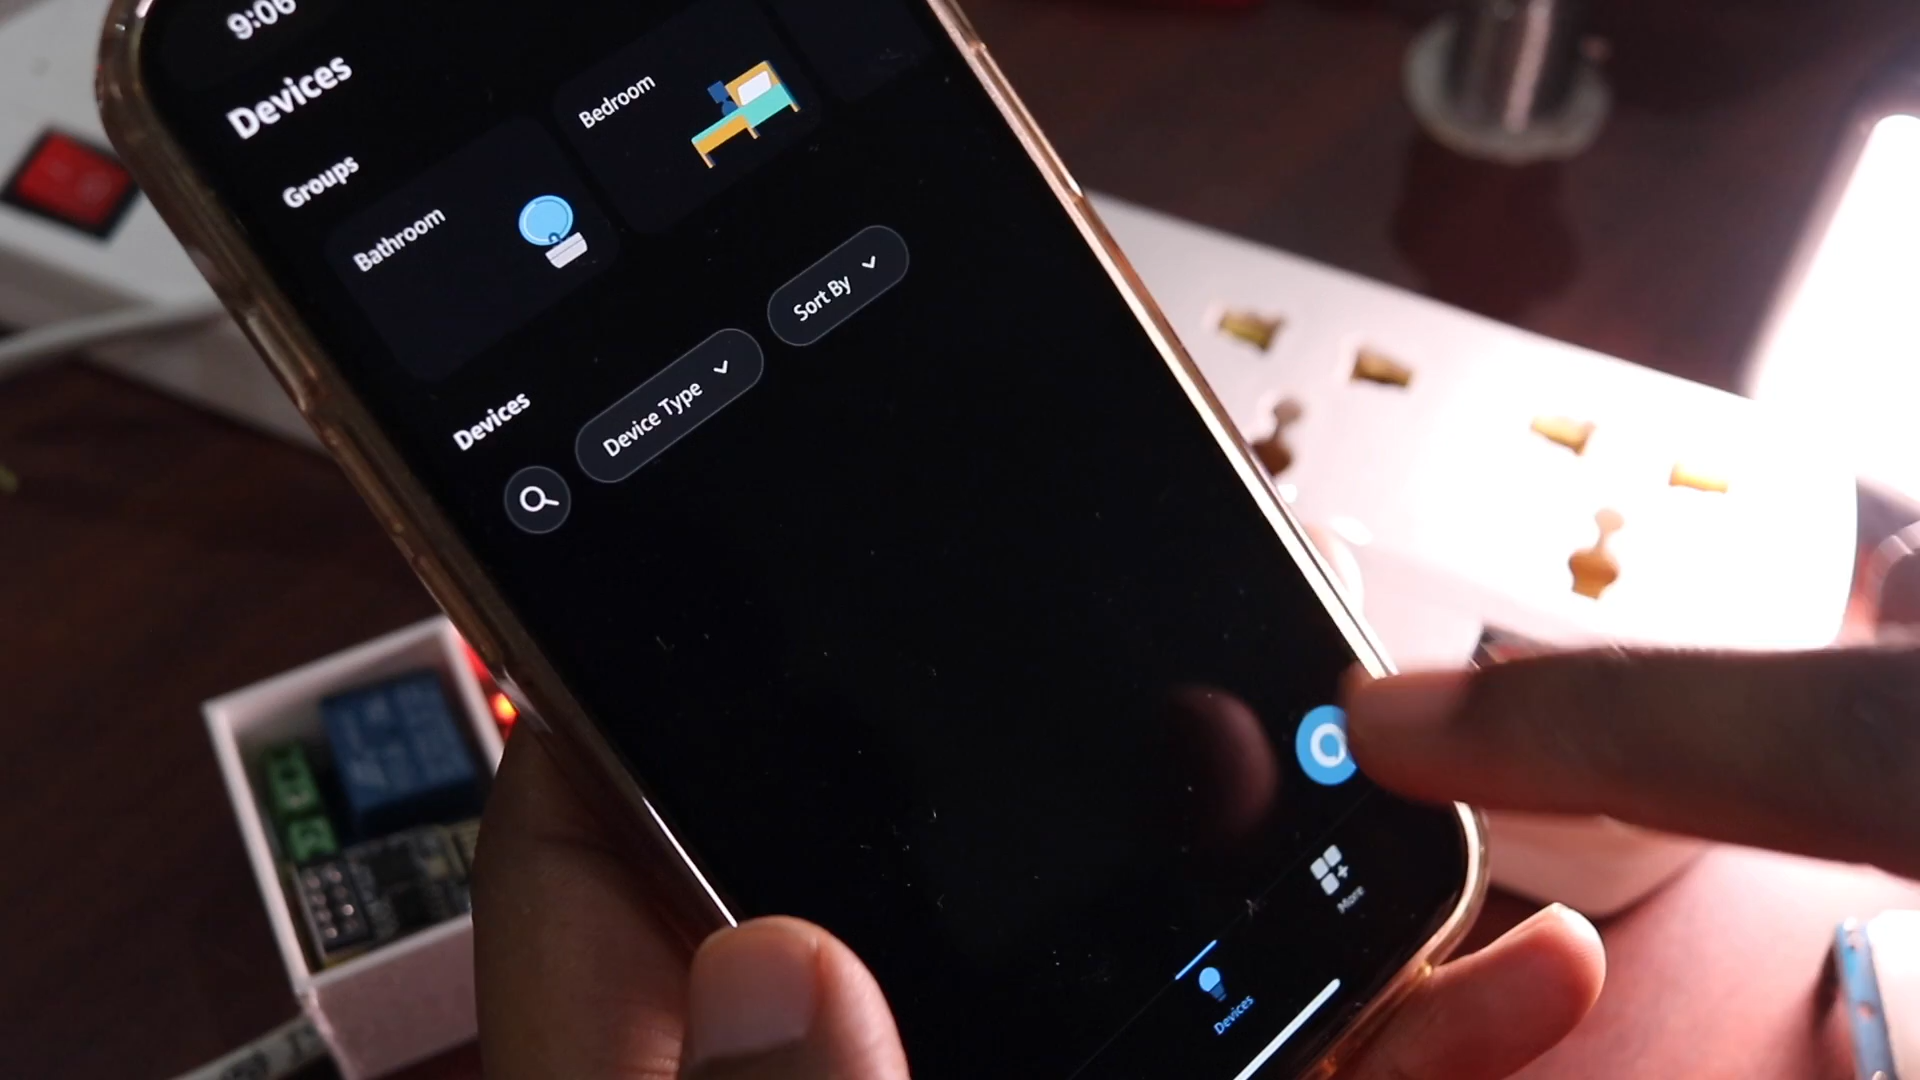 9:06
Devices
Groups
Bathroom
Bedroom
Devices
Device Type
Sort By
More
Devices